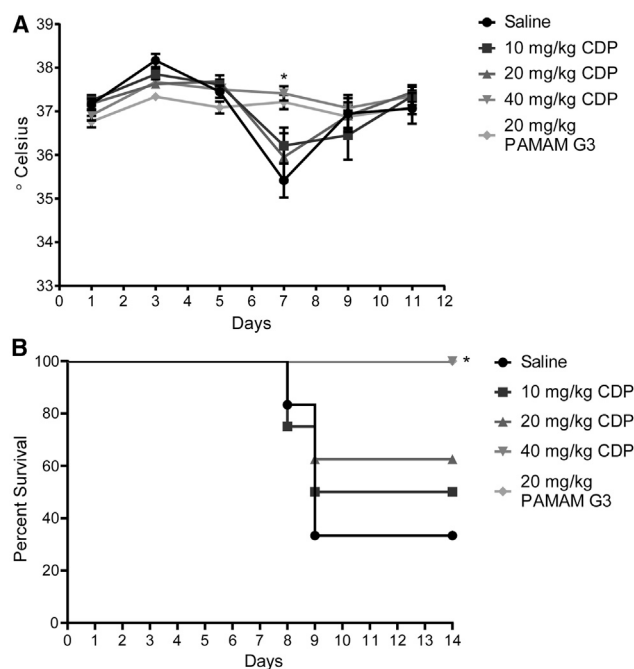 A
39
38
37
36
35
34
33
° Celsius
*
0 1 2 3 4 5 6 7 8 9 10 11 12
Days
Saline
10 mg/kg CDP
20 mg/kg CDP
40 mg/kg CDP
20 mg/kg
PAMAM G3
B
100
80
60
40
20
0
Percent Survival
*
0 1 2 3 4 5 6 7 8 9 10 11 12 13 14
Days
Saline
10 mg/kg CDP
20 mg/kg CDP
40 mg/kg CDP
20 mg/kg
PAMAM G3